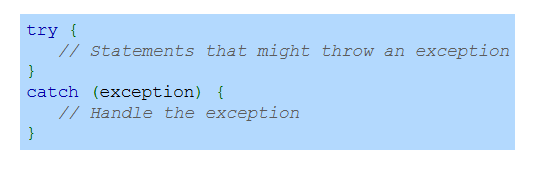 try {
// Statements that might throw an exception
}
catch (exception) {
// Handle the exception
}